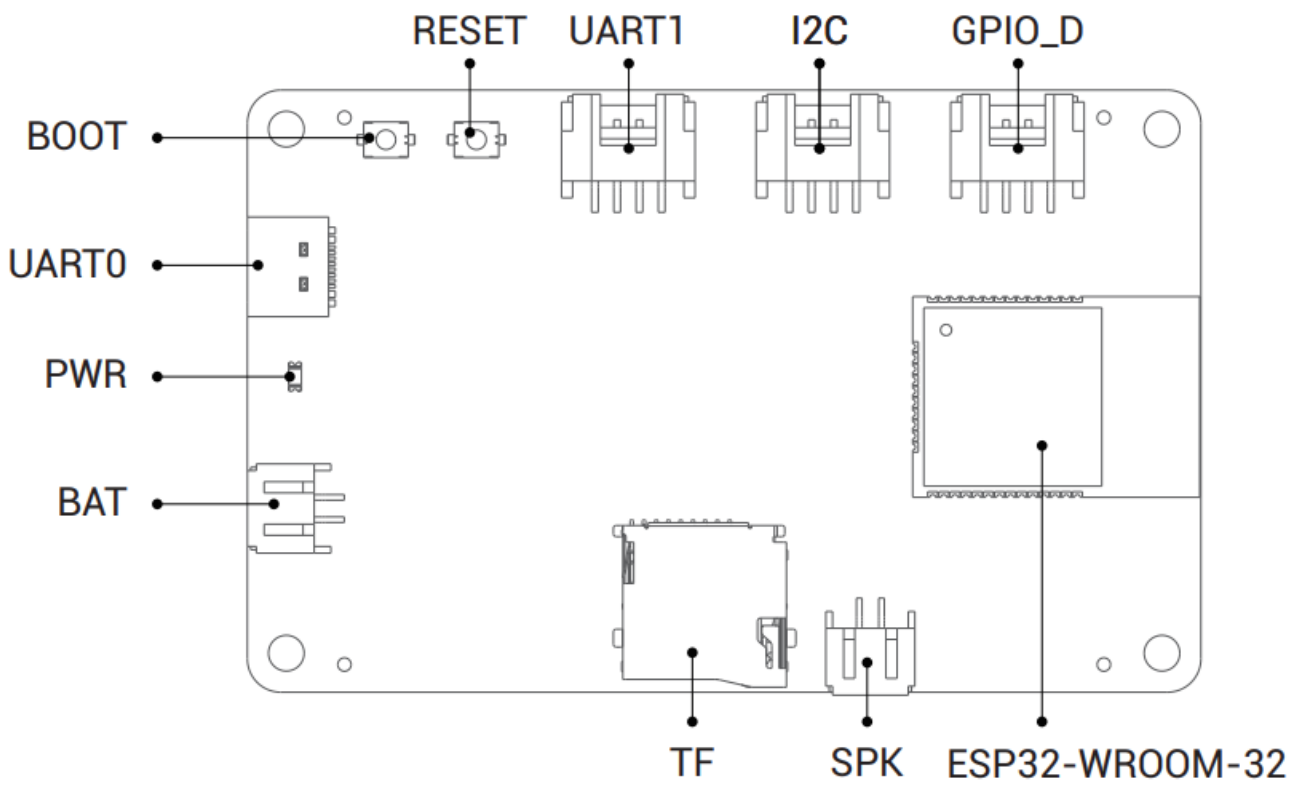 RESET UART1 I2C GPIO_D
BOOT
UART0
PWR
BAT
TF SPK ESP32-WROOM-32